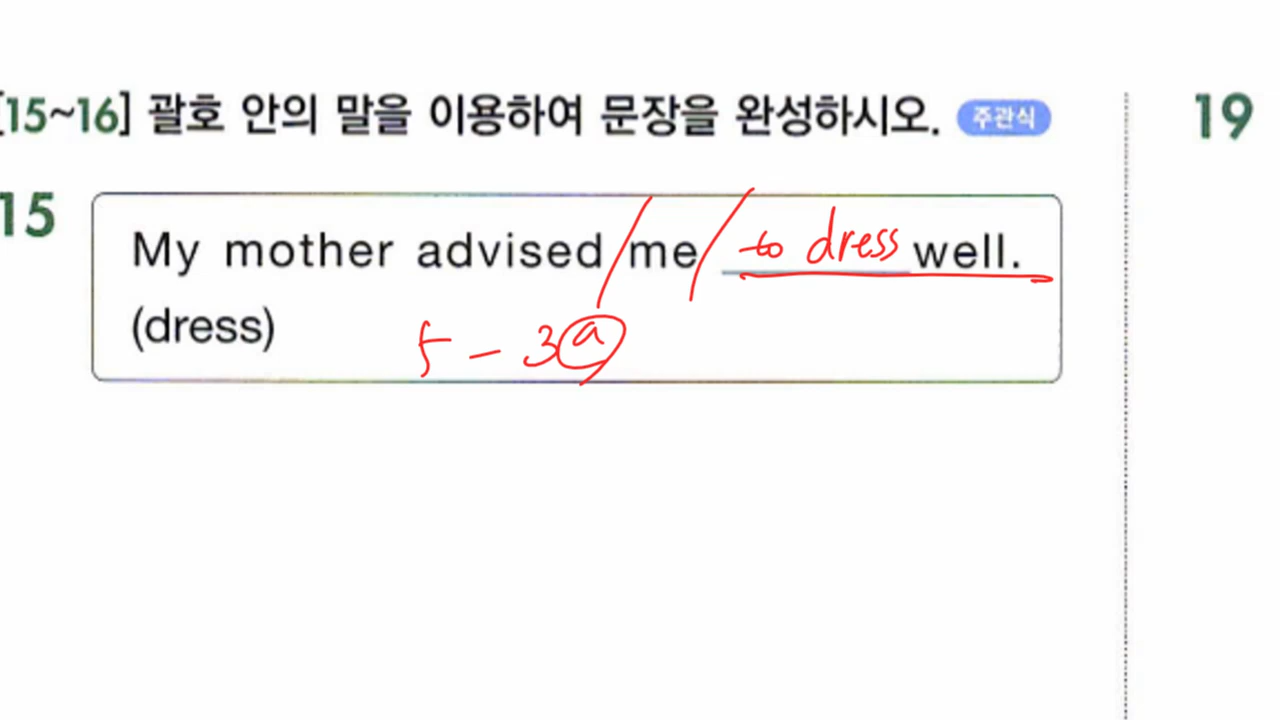 [15~16] 괄호 안의 말을 이용하여 문장을 완성하시오. 주관식
19
15
My mother advised / me / to dress well.
(dress)
5 - 3 a